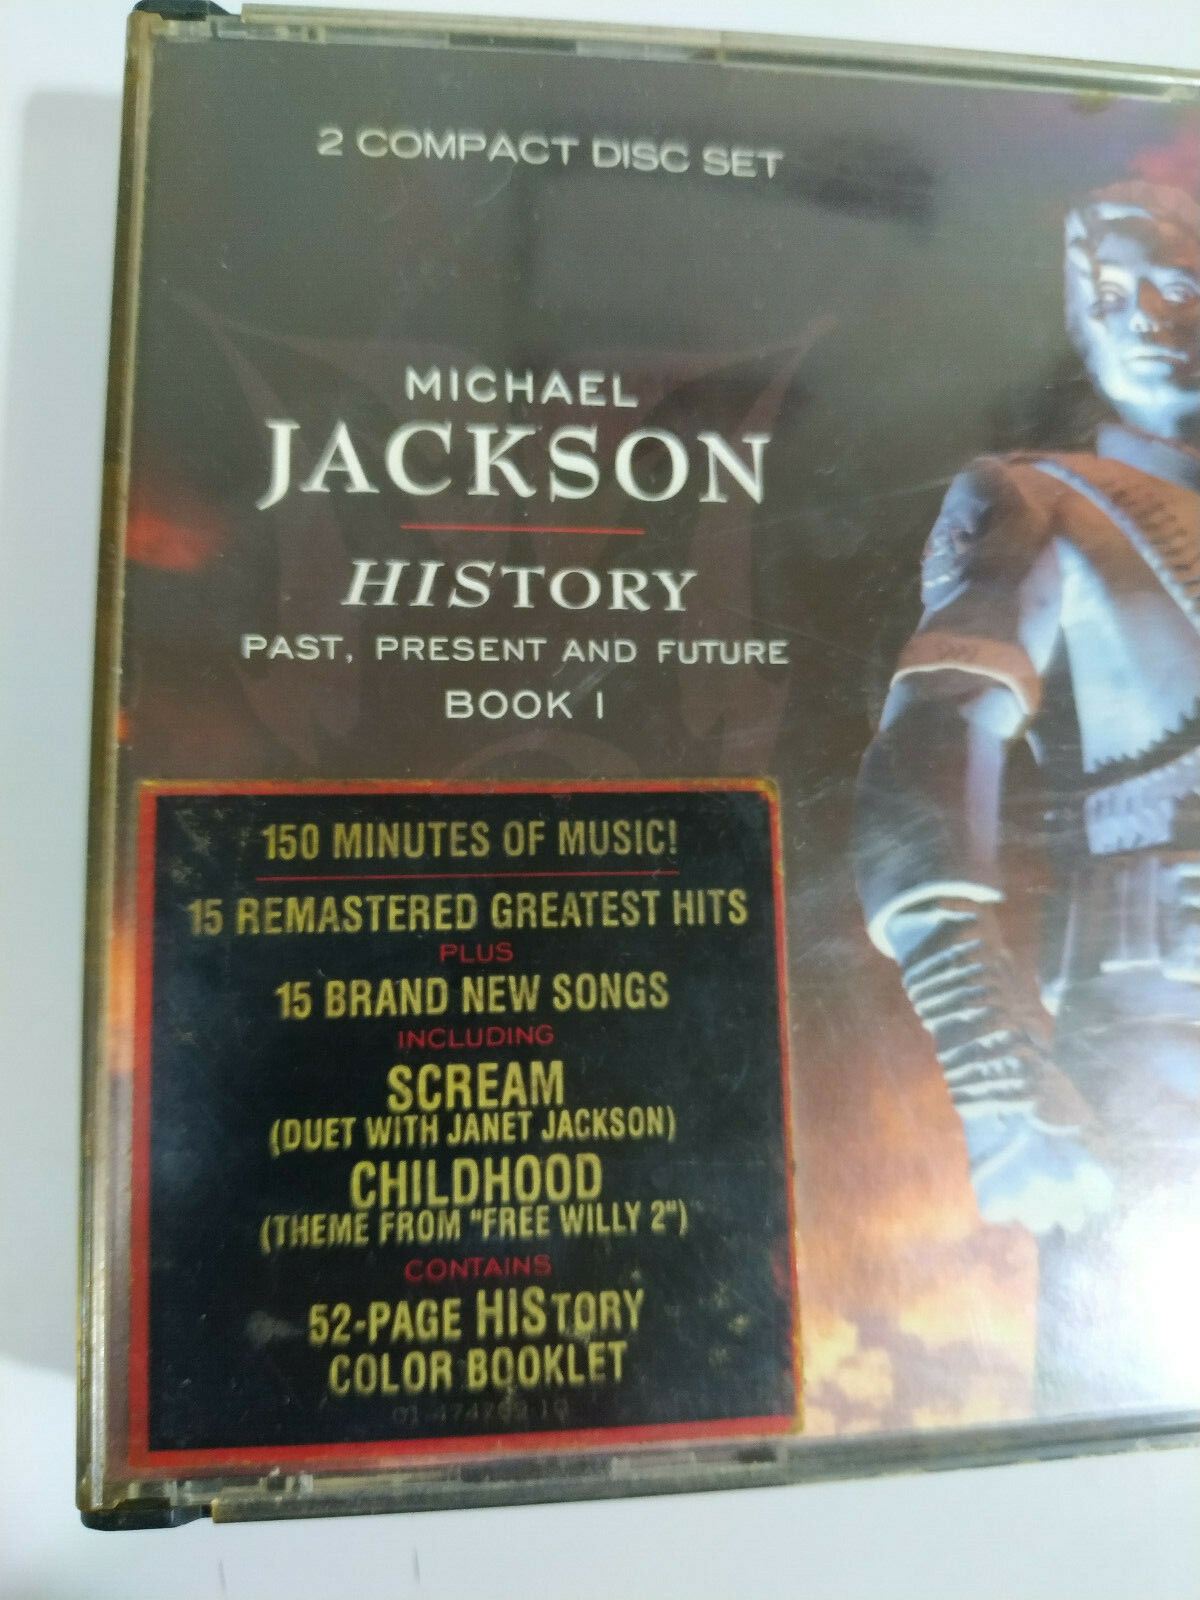 2 COMPACT DISC SET
MICHAEL
JACKSON
HISTORY
PAST, PRESENT AND FUTURE
BOOK I
150 MINUTES OF MUSIC!
15 REMASTERED GREATEST HITS
PLUS
15 BRAND NEW SONGS
INCLUDING
SCREAM
(DUET WITH JANET JACKSON)
CHILDHOOD
(THEME FROM "FREE WILLY 2")
CONTAINS
52-PAGE HISTORY
COLOR BOOKLET